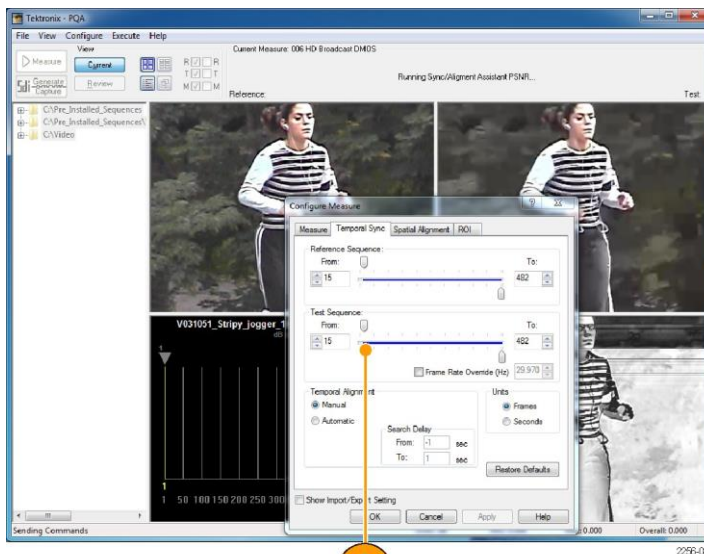 Tektronix - PQA
File View Configure Execute Help
View
Measure
Current
Generate
Capture
Review
R R
T T
M M
Current Measure: 006 HD Broadcast DMOS
Running Sync/Aligment Assistant PSNR...
Reference:
Test:
C:\Pre_Installed_Sequences
C:\Pre_Installed_Sequences\
C:\Video
Configure Measure
Measure Temporal Sync Spatial Alignment ROI
Reference Sequence:
From: To:
15 482
Test Sequence:
From: To:
15 482
Frame Rate Override (Hz) 29.970
Temporal Alignment
Manual
Automatic
Search Delay
From: -1 sec
To: 1 sec
Units
Frames
Seconds
Restore Defaults
Show Import/Export Setting
OK Cancel Apply Help
V031051_Stripy_jogger_1
dB
1
1
1 50 100 150 200 250 300
Sending Commands
0.000 Overall: 0.000
2256-0